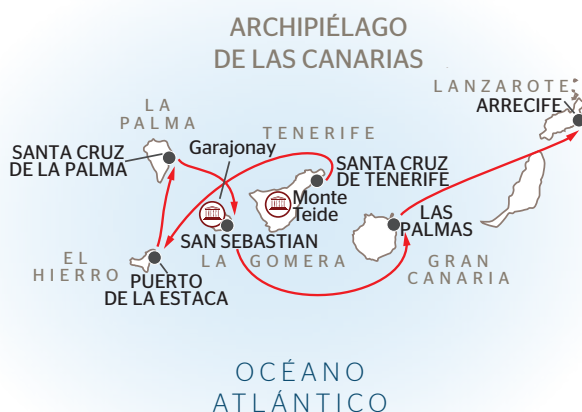 ARCHIPIÉLAGO
DE LAS CANARIAS
LANZAROTE
ARRECIFE
LA
PALMA
TENERIFE
Garajonay
SANTA CRUZ
DE LA PALMA
SANTA CRUZ
DE TENERIFE
Monte
Teide
LAS
PALMAS
SAN SEBASTIAN
LA GOMERA
EL
HIERRO
PUERTO
DE LA ESTACA
GRAN
CANARIA
OCÉANO
ATLÁNTICO